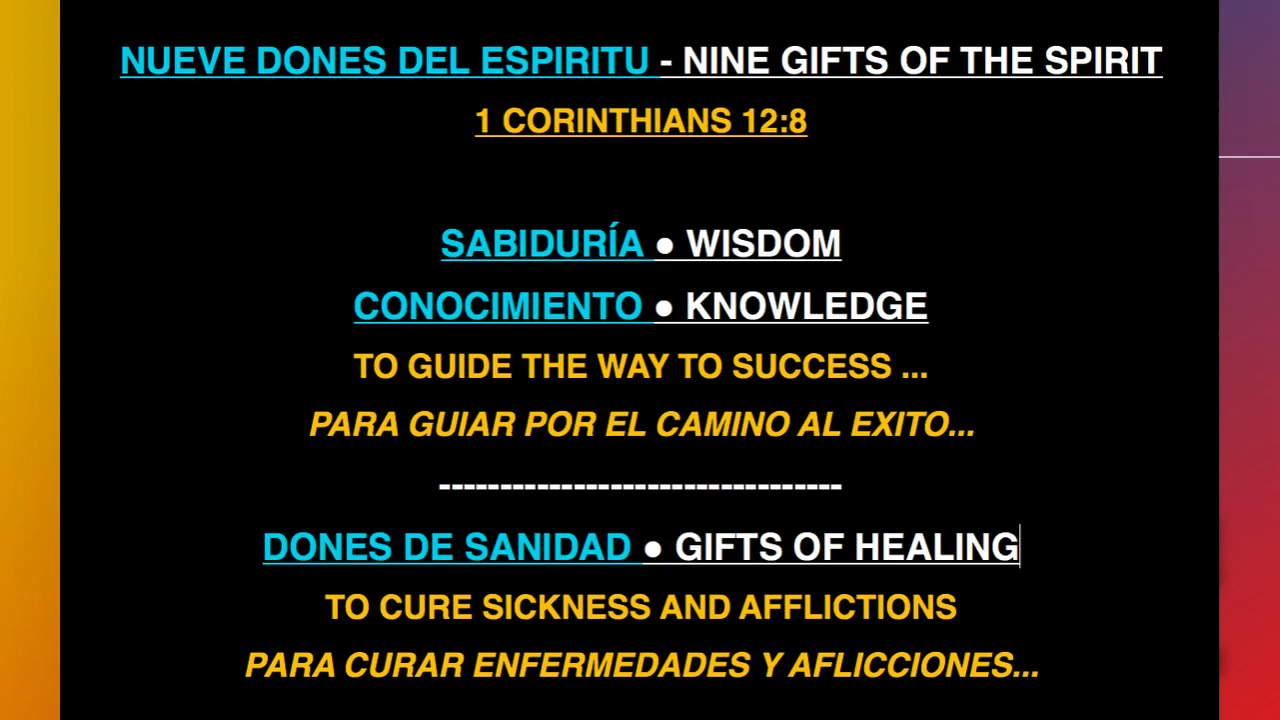 NUEVE DONES DEL ESPIRITU - NINE GIFTS OF THE SPIRIT
1 CORINTHIANS 12:8
SABIDURÍA ● WISDOM
CONOCIMIENTO ● KNOWLEDGE
TO GUIDE THE WAY TO SUCCESS ...
PARA GUIAR POR EL CAMINO AL EXITO...
---------------------------------
DONES DE SANIDAD ● GIFTS OF HEALING
TO CURE SICKNESS AND AFFLICTIONS
PARA CURAR ENFERMEDADES Y AFLICCIONES...